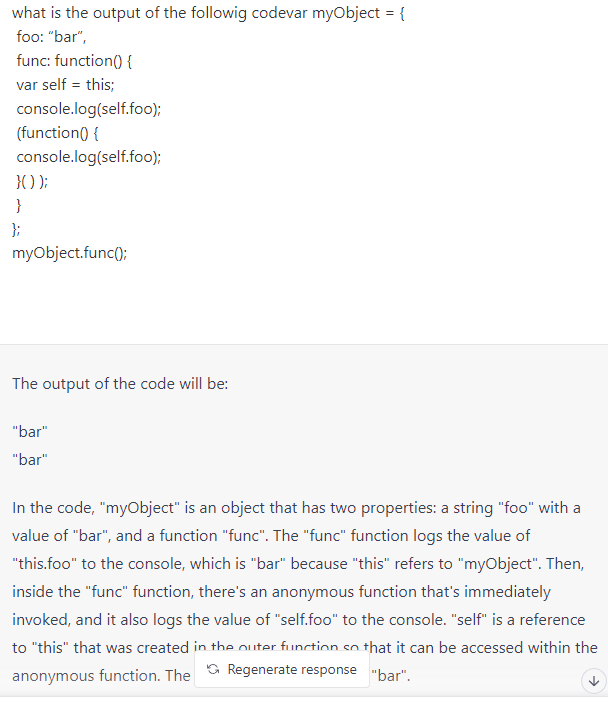 what is the output of the followig codevar myObject = {
foo: “bar”,
func: function() {
var self = this;
console.log(self.foo);
(function() {
console.log(self.foo);
}( ) );
}
};
myObject.func();
The output of the code will be:
"bar"
"bar"
In the code, "myObject" is an object that has two properties: a string "foo" with a
value of "bar", and a function "func". The "func" function logs the value of
"this.foo" to the console, which is "bar" because "this" refers to "myObject". Then,
inside the "func" function, there's an anonymous function that's immediately
invoked, and it also logs the value of "self.foo" to the console. "self" is a reference
to "this" that was created in the outer function so that it can be accessed within the
anonymous function. The "bar".
Regenerate response